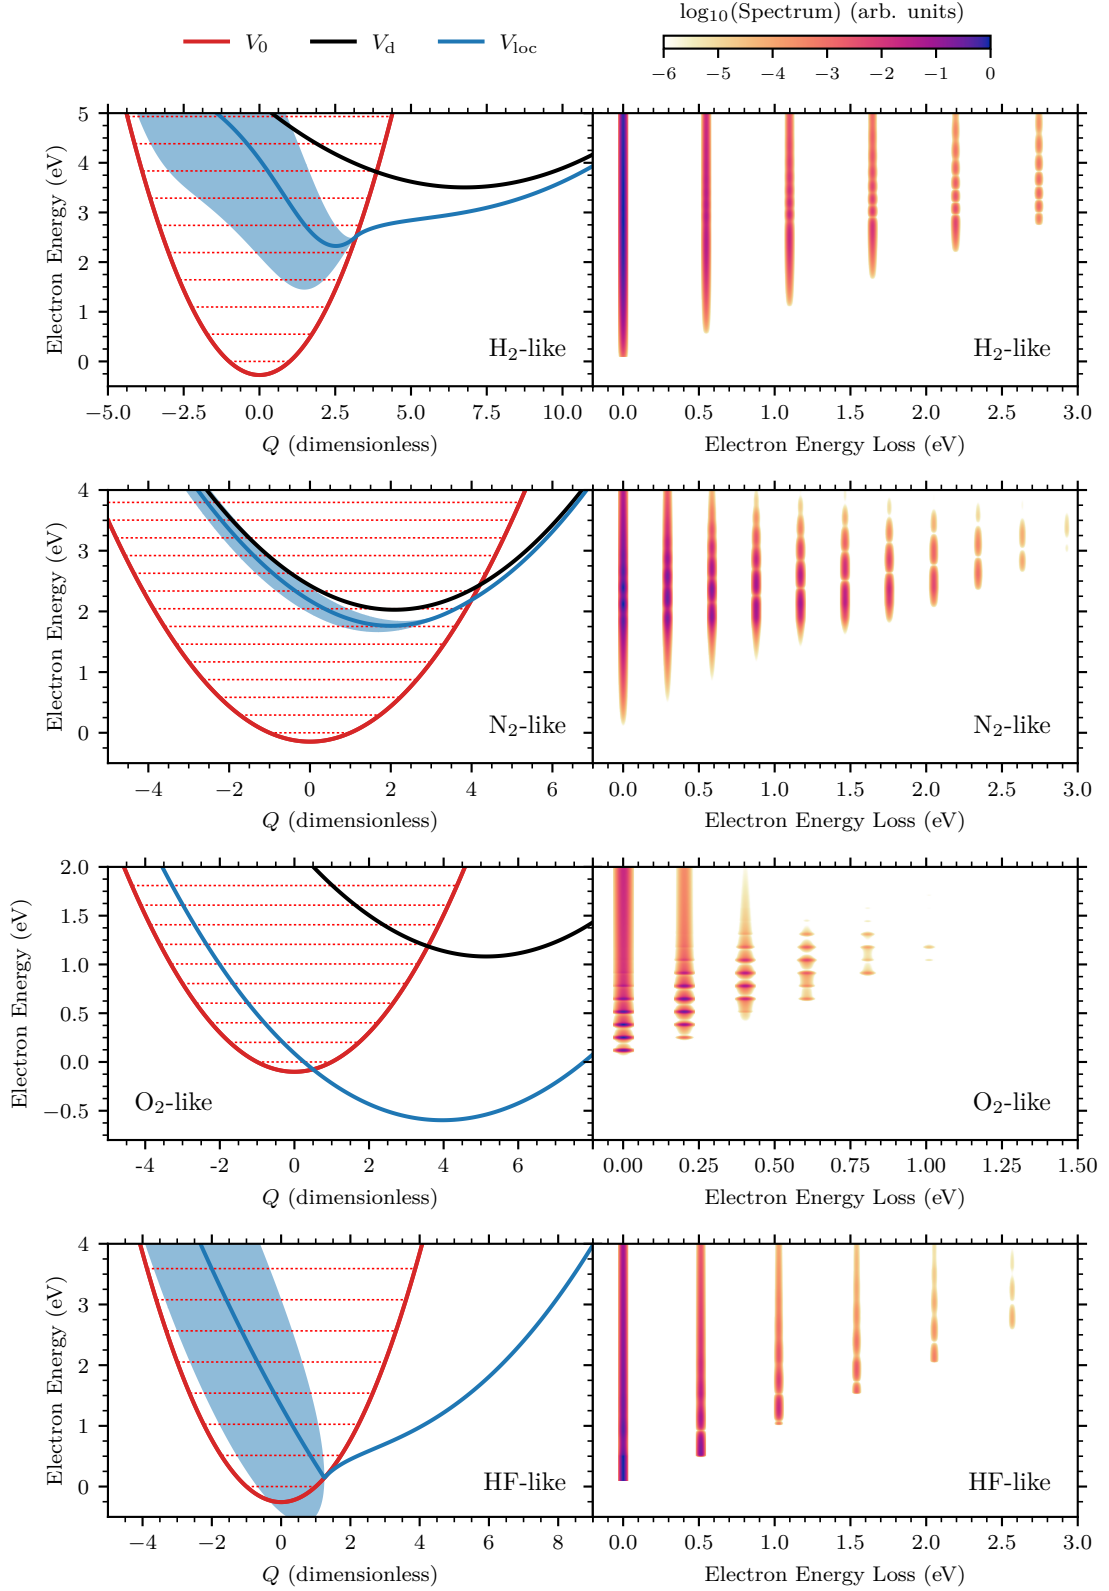 log₁₀(Spectrum) (arb. units)
V₀ V_d V_loc
−6 −5 −4 −3 −2 −1 0
5
4
3
2
1
0
Electron Energy (eV)
H₂-like
H₂-like
−5.0 −2.5 0.0 2.5 5.0 7.5 10.0
0.0 0.5 1.0 1.5 2.0 2.5 3.0
Q (dimensionless)
Electron Energy Loss (eV)
4
3
2
1
0
Electron Energy (eV)
N₂-like
N₂-like
−4 −2 0 2 4 6
0.0 0.5 1.0 1.5 2.0 2.5 3.0
Q (dimensionless)
Electron Energy Loss (eV)
2.0
1.5
1.0
0.5
0.0
−0.5
Electron Energy (eV)
O₂-like
O₂-like
-4 -2 0 2 4 6
0.00 0.25 0.50 0.75 1.00 1.25 1.50
Q (dimensionless)
Electron Energy Loss (eV)
4
3
2
1
0
Electron Energy (eV)
HF-like
HF-like
−4 −2 0 2 4 6 8
0.0 0.5 1.0 1.5 2.0 2.5 3.0
Q (dimensionless)
Electron Energy Loss (eV)